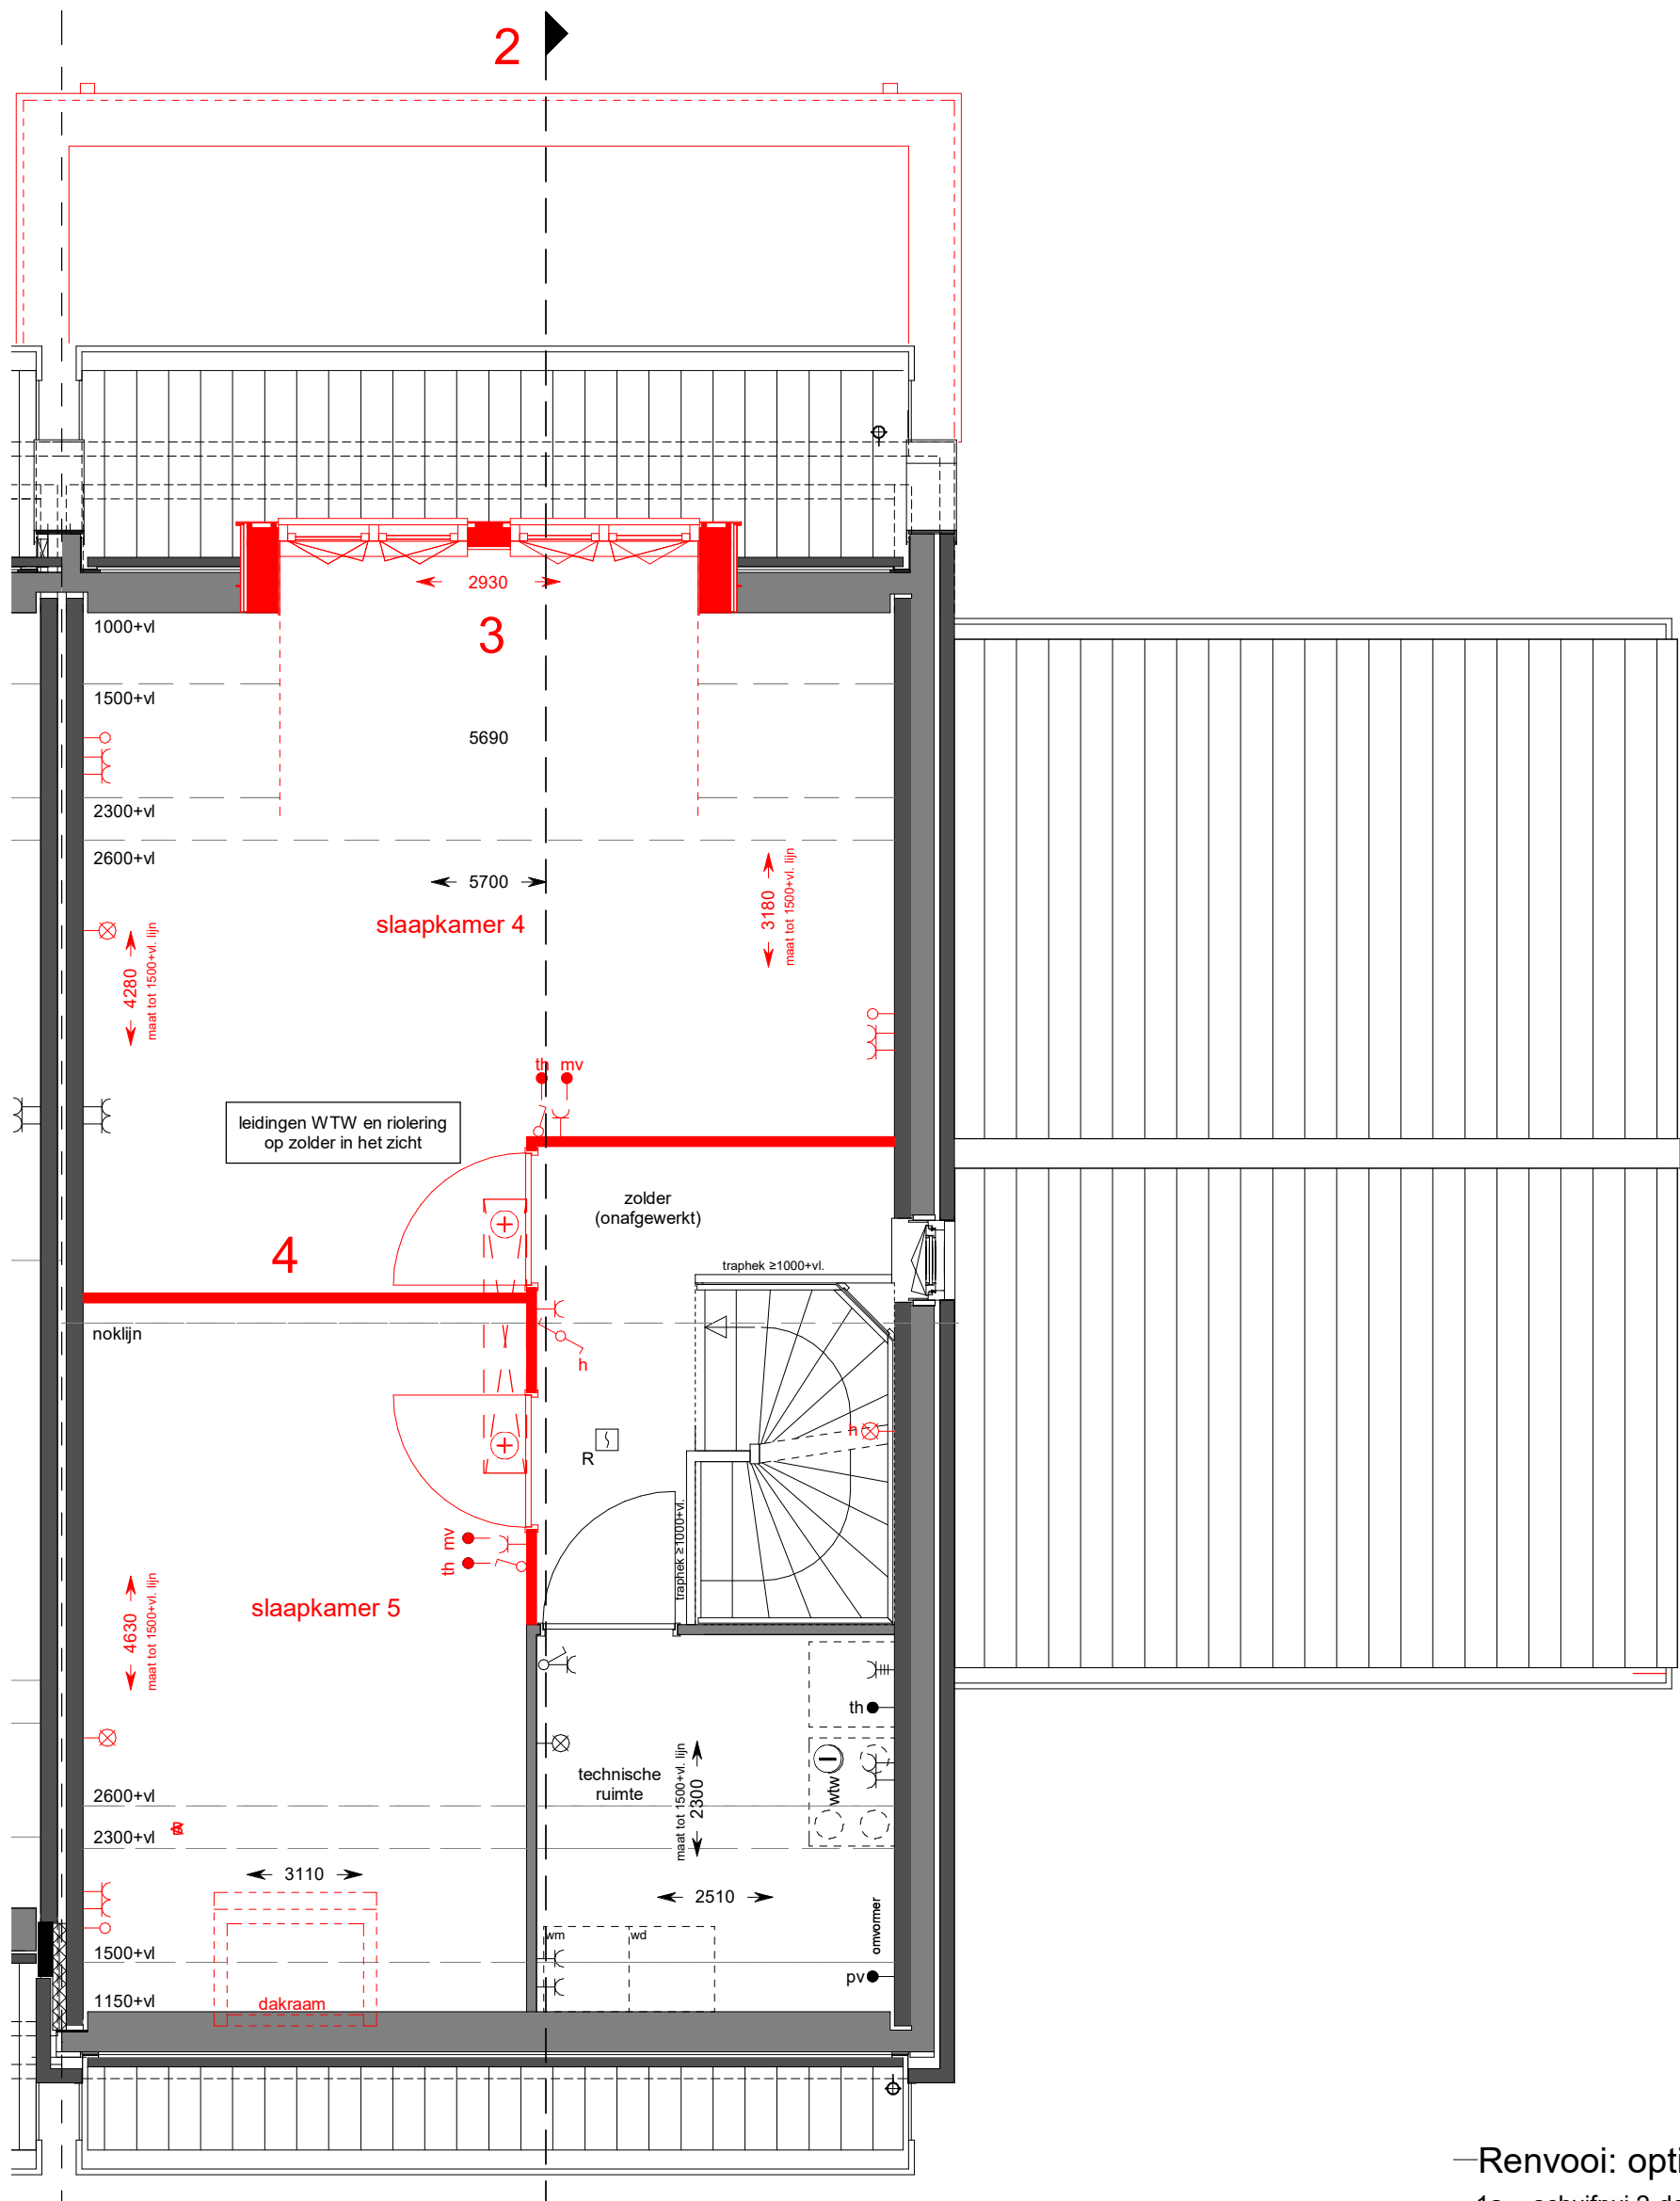 2
2930
3
1000+vl
1500+vl
5690
2300+vl
2600+vl
5700
slaapkamer 4
3180
maat tot 1500+vl. lijn
4280
maat tot 1500+vl. lijn
th mv
leidingen WTW en riolering
op zolder in het zicht
zolder
(onafgewerkt)
4
traphek ≥1000+vl.
noklijn
h
h
R
traphek ≥1000+vl.
th mv
slaapkamer 5
4630
maat tot 1500+vl. lijn
th
technische
ruimte
maat tot 1500+vl. lijn
2300
wtw
2600+vl
2300+vl
3110
2510
omvormer
wm
wd
1500+vl
pv
1150+vl
dakraam
Renvooi: opti